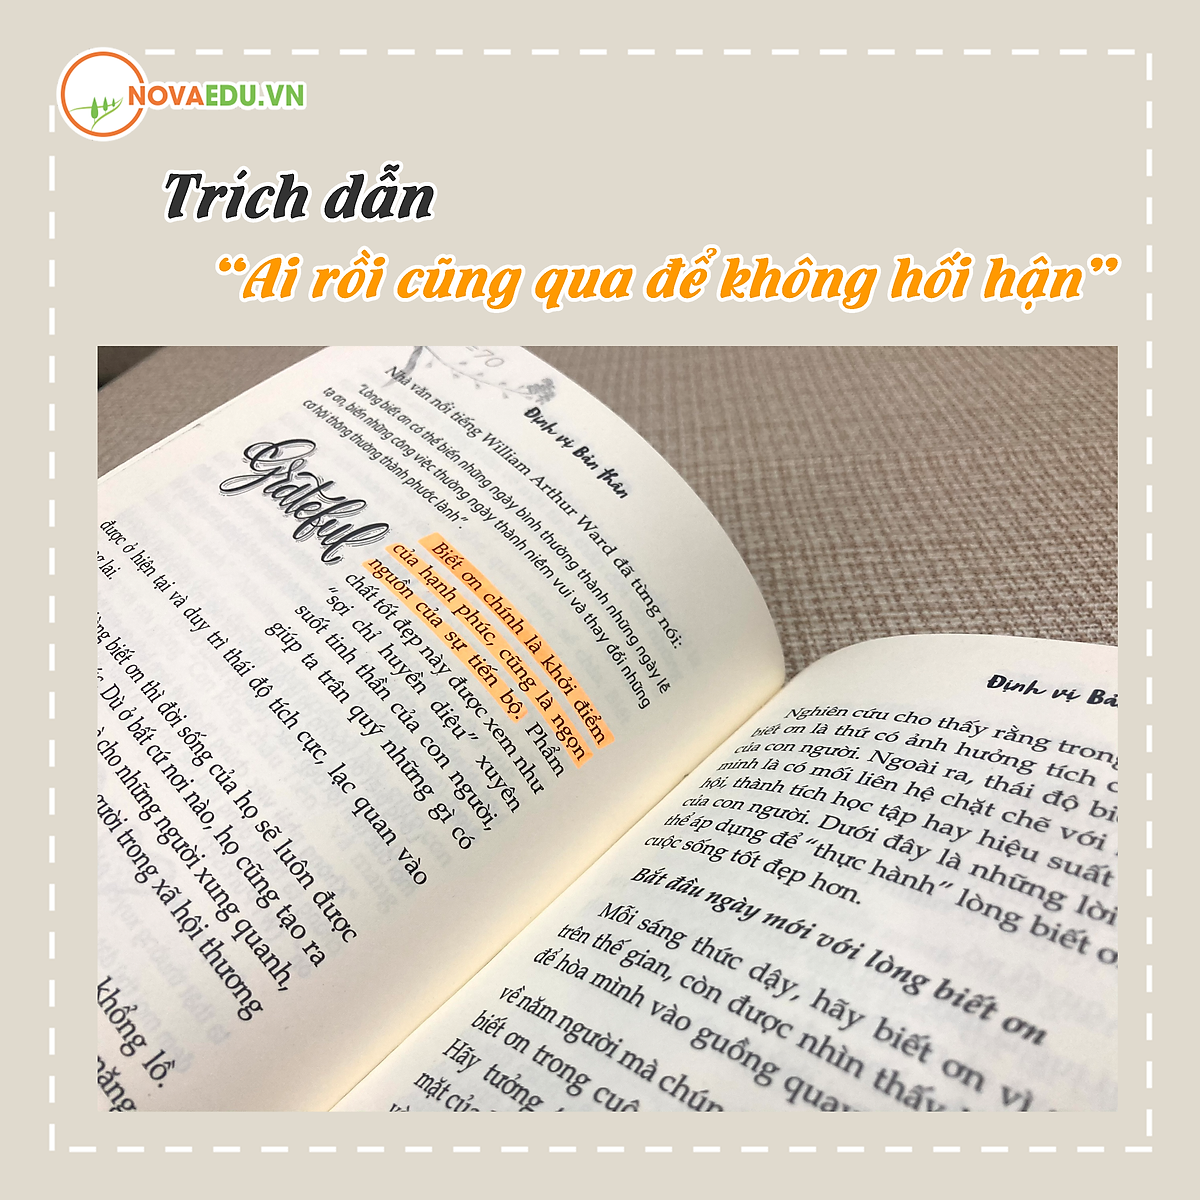 NOVAEDU.VN
Trích dẫn
“Ai rồi cũng qua để không hối hận”
Định vị Bản thân
Nhà văn nổi tiếng William Arthur Ward đã từng nói:
“Lòng biết ơn có thể biến những ngày bình thường thành những ngày lễ
tạ ơn, biến những công việc thường ngày thành niềm vui và thay đổi những
cơ hội thông thường thành phước lành”.
Grateful
Biết ơn chính là khởi điểm
của hạnh phúc, cũng là ngọn
nguồn của sự tiến bộ. Phẩm
chất tốt đẹp này được xem như
“sợi chỉ huyền diệu” xuyên
suốt tinh thần của con người,
giúp ta trân quý những gì có
được ở hiện tại và duy trì thái độ tích cực, lạc quan vào
lai.
biết ơn thì đời sống của họ sẽ luôn được
Dù ở bất cứ nơi nào, họ cũng tạo ra
cho những người xung quanh,
người trong xã hội thương
khổng lồ.
năng
Định vị Bản
Nghiên cứu cho thấy rằng trong
biết ơn là thứ có ảnh hưởng tích
của con người. Ngoài ra, thái độ
mình là có mối liên hệ chặt chẽ với
hội, thành tích học tập hay hiệu suất
của con người. Dưới đây là những lời
thể áp dụng để “thực hành” lòng biết
cuộc sống tốt đẹp hơn.
Bắt đầu ngày mới với lòng biết ơn
Mỗi sáng thức dậy, hãy biết ơn vì
trên thế gian, còn được nhìn thấy
để hòa mình vào guồng quay
về năm người mà chúng
biết ơn trong cuộc
Hãy tưởng
mặt của